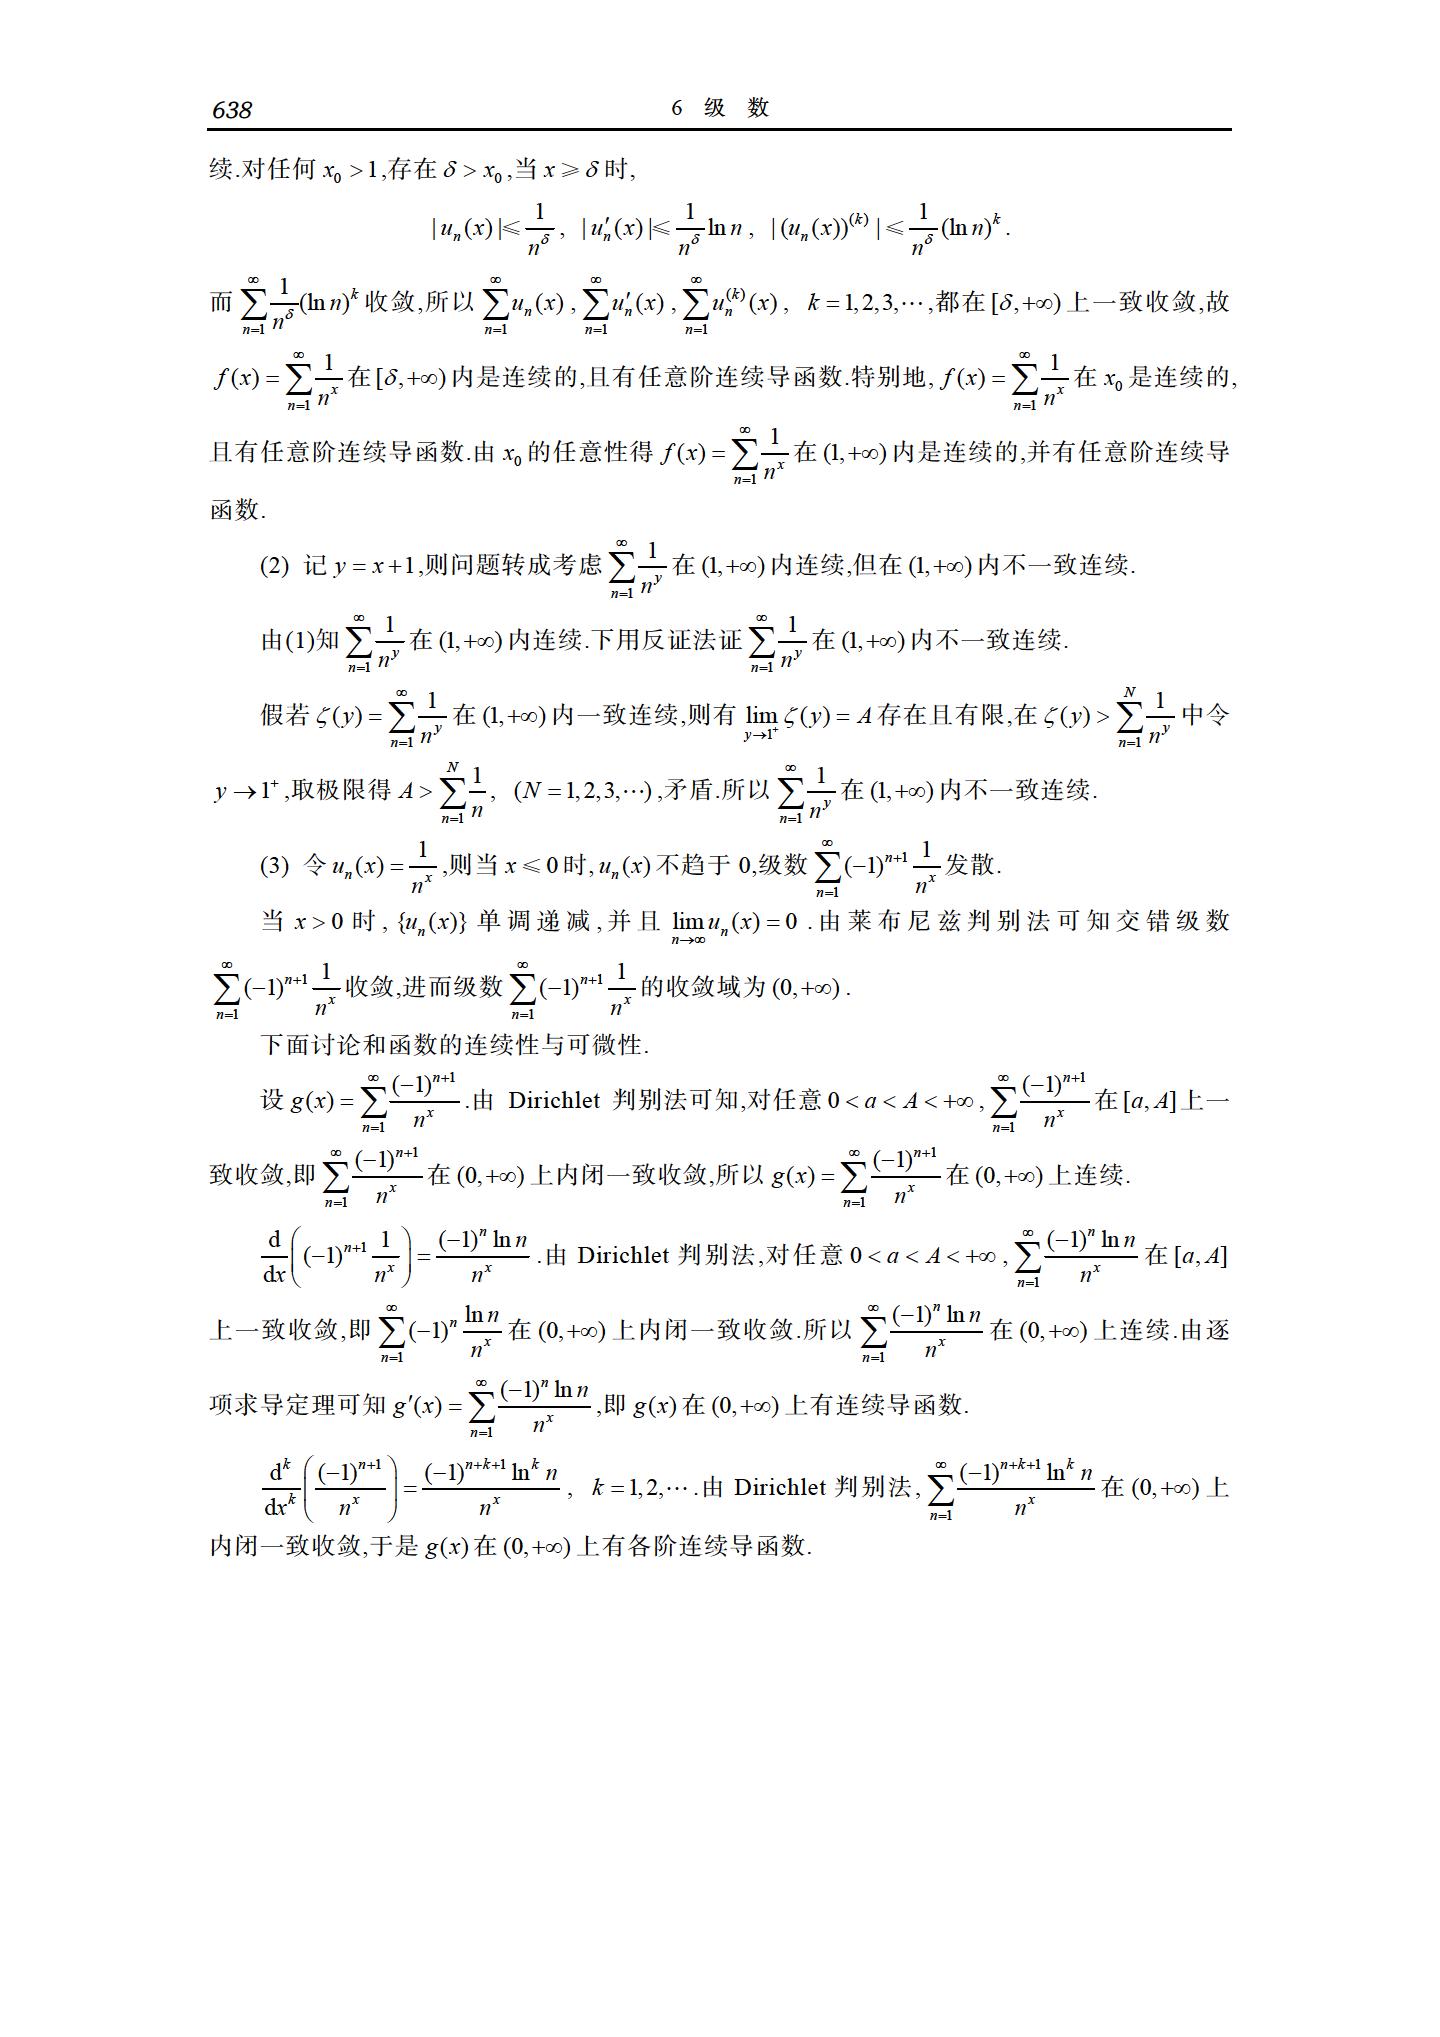 638
6 级 数
续.对任何 $x_0>1$,存在 $\delta>x_0$,当 $x\geqslant\delta$ 时,
$|u_n(x)|\leqslant\frac{1}{n^\delta}$, $|u_n'(x)|\leqslant\frac{1}{n^\delta}\ln n$, $|(u_n(x))^{(k)}|\leqslant\frac{1}{n^\delta}(\ln n)^k$.
而 $\sum_{n=1}^{\infty}\frac{1}{n^\delta}(\ln n)^k$ 收敛,所以 $\sum_{n=1}^{\infty}u_n(x)$, $\sum_{n=1}^{\infty}u_n'(x)$, $\sum_{n=1}^{\infty}u_n^{(k)}(x)$, $k=1,2,3,\cdots$,都在 $[\delta,+\infty)$ 上一致收敛,故
$f(x)=\sum_{n=1}^{\infty}\frac{1}{n^x}$ 在 $[\delta,+\infty)$ 内是连续的,且有任意阶连续导函数.特别地, $f(x)=\sum_{n=1}^{\infty}\frac{1}{n^x}$ 在 $x_0$ 是连续的,
且有任意阶连续导函数.由 $x_0$ 的任意性得 $f(x)=\sum_{n=1}^{\infty}\frac{1}{n^x}$ 在 $(1,+\infty)$ 内是连续的,并有任意阶连续导
函数.
(2) 记 $y=x+1$,则问题转成考虑 $\sum_{n=1}^{\infty}\frac{1}{n^y}$ 在 $(1,+\infty)$ 内连续,但在 $(1,+\infty)$ 内不一致连续.
由(1)知 $\sum_{n=1}^{\infty}\frac{1}{n^y}$ 在 $(1,+\infty)$ 内连续.下用反证法证 $\sum_{n=1}^{\infty}\frac{1}{n^y}$ 在 $(1,+\infty)$ 内不一致连续.
假若 $\zeta(y)=\sum_{n=1}^{\infty}\frac{1}{n^y}$ 在 $(1,+\infty)$ 内一致连续,则有 $\lim_{y\to1^+}\zeta(y)=A$ 存在且有限,在 $\zeta(y)>\sum_{n=1}^{N}\frac{1}{n^y}$ 中令
$y\to1^+$,取极限得 $A>\sum_{n=1}^{N}\frac{1}{n}$, $(N=1,2,3,\cdots)$,矛盾.所以 $\sum_{n=1}^{\infty}\frac{1}{n^y}$ 在 $(1,+\infty)$ 内不一致连续.
(3) 令 $u_n(x)=\frac{1}{n^x}$,则当 $x\leqslant0$ 时, $u_n(x)$ 不趋于 0,级数 $\sum_{n=1}^{\infty}(-1)^{n+1}\frac{1}{n^x}$ 发散.
当 $x>0$ 时, $\{u_n(x)\}$ 单调递减,并且 $\lim_{n\to\infty}u_n(x)=0$.由莱布尼兹判别法可知交错级数
$\sum_{n=1}^{\infty}(-1)^{n+1}\frac{1}{n^x}$ 收敛,进而级数 $\sum_{n=1}^{\infty}(-1)^{n+1}\frac{1}{n^x}$ 的收敛域为 $(0,+\infty)$.
下面讨论和函数的连续性与可微性.
设 $g(x)=\sum_{n=1}^{\infty}\frac{(-1)^{n+1}}{n^x}$.由 Dirichlet 判别法可知,对任意 $0<a<A<+\infty$, $\sum_{n=1}^{\infty}\frac{(-1)^{n+1}}{n^x}$ 在 $[a,A]$ 上一
致收敛,即 $\sum_{n=1}^{\infty}\frac{(-1)^{n+1}}{n^x}$ 在 $(0,+\infty)$ 上内闭一致收敛,所以 $g(x)=\sum_{n=1}^{\infty}\frac{(-1)^{n+1}}{n^x}$ 在 $(0,+\infty)$ 上连续.
$\frac{\mathrm{d}}{\mathrm{d}x}\left((-1)^{n+1}\frac{1}{n^x}\right)=\frac{(-1)^n\ln n}{n^x}$.由 Dirichlet 判别法,对任意 $0<a<A<+\infty$, $\sum_{n=1}^{\infty}\frac{(-1)^n\ln n}{n^x}$ 在 $[a,A]$
上一致收敛,即 $\sum_{n=1}^{\infty}(-1)^n\frac{\ln n}{n^x}$ 在 $(0,+\infty)$ 上内闭一致收敛.所以 $\sum_{n=1}^{\infty}\frac{(-1)^n\ln n}{n^x}$ 在 $(0,+\infty)$ 上连续.由逐
项求导定理可知 $g'(x)=\sum_{n=1}^{\infty}\frac{(-1)^n\ln n}{n^x}$,即 $g(x)$ 在 $(0,+\infty)$ 上有连续导函数.
$\frac{\mathrm{d}^k}{\mathrm{d}x^k}\left(\frac{(-1)^{n+1}}{n^x}\right)=\frac{(-1)^{n+k+1}\ln^k n}{n^x}$, $k=1,2,\cdots$.由 Dirichlet 判别法, $\sum_{n=1}^{\infty}\frac{(-1)^{n+k+1}\ln^k n}{n^x}$ 在 $(0,+\infty)$ 上
内闭一致收敛,于是 $g(x)$ 在 $(0,+\infty)$ 上有各阶连续导函数.